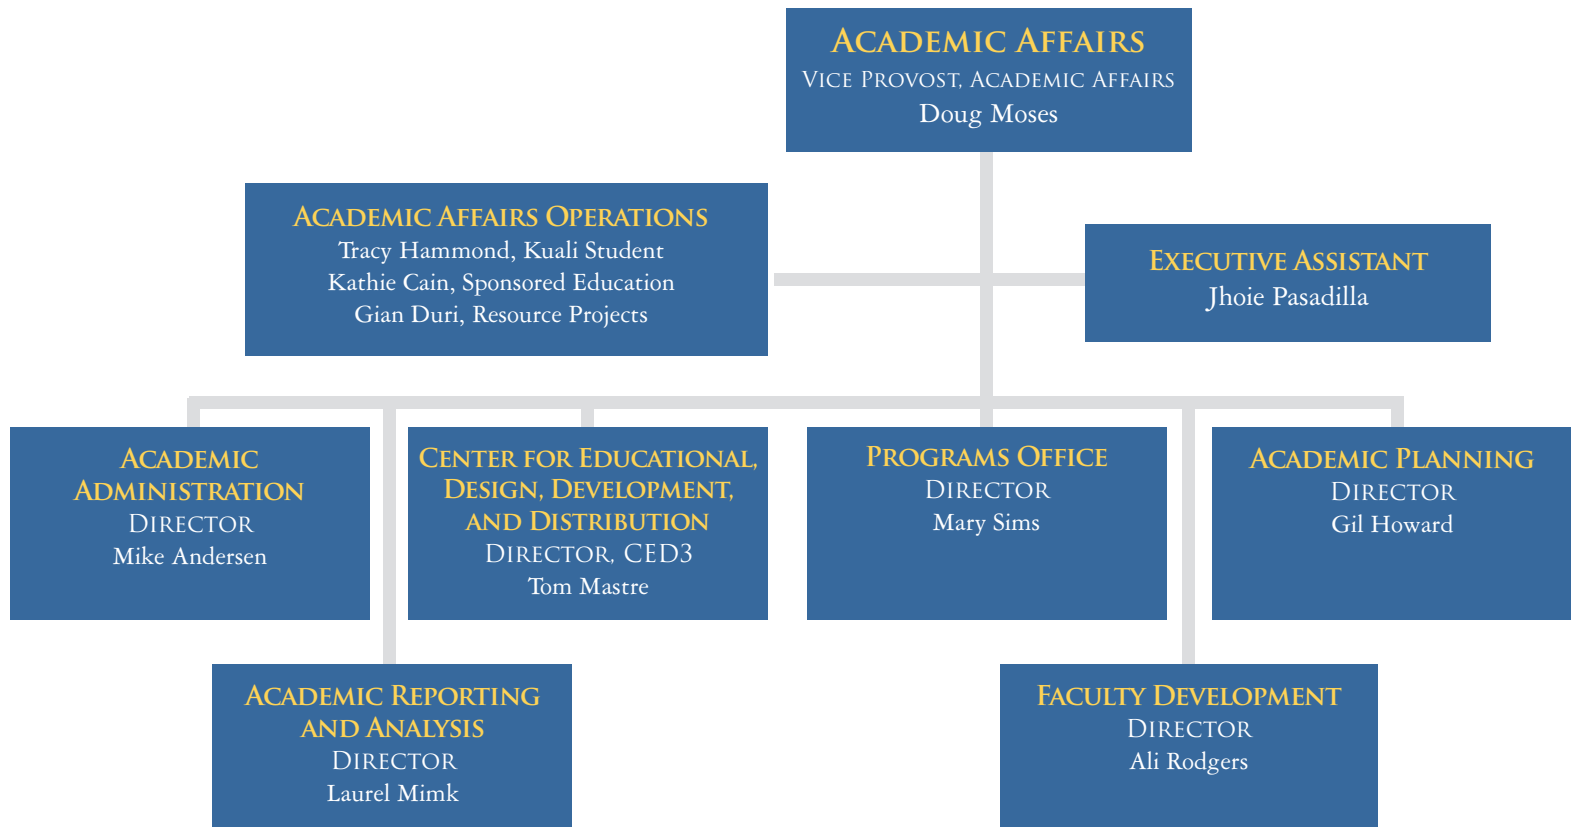 ACADEMIC AFFAIRS
VICE PROVOST, ACADEMIC AFFAIRS
Doug Moses
ACADEMIC AFFAIRS OPERATIONS
Tracy Hammond, Kuali Student
Kathie Cain, Sponsored Education
Gian Duri, Resource Projects
EXECUTIVE ASSISTANT
Jhoie Pasadilla
ACADEMIC
ADMINISTRATION
DIRECTOR
Mike Andersen
CENTER FOR EDUCATIONAL,
DESIGN, DEVELOPMENT,
AND DISTRIBUTION
DIRECTOR, CED3
Tom Mastre
PROGRAMS OFFICE
DIRECTOR
Mary Sims
ACADEMIC PLANNING
DIRECTOR
Gil Howard
ACADEMIC REPORTING
AND ANALYSIS
DIRECTOR
Laurel Mimk
FACULTY DEVELOPMENT
DIRECTOR
Ali Rodgers